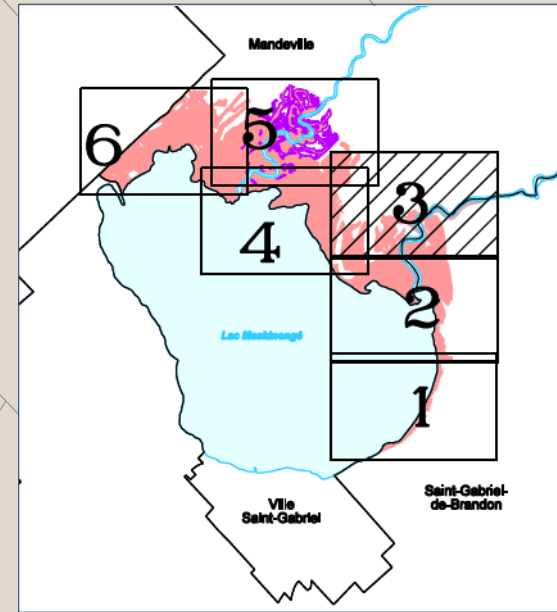 Mandeville
6
5
3
4
2
Lac Maskinongé
1
Saint-Gabriel-
de-Brandon
Ville
Saint-Gabriel